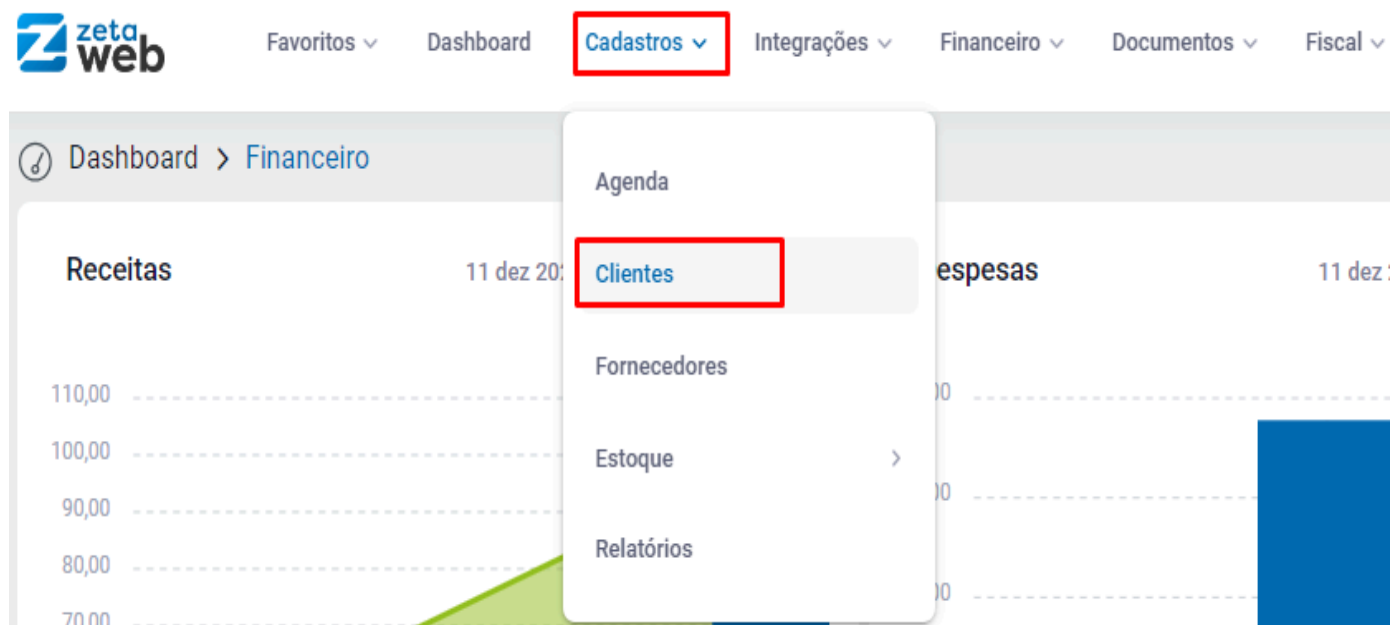 zeta
web
Favoritos Dashboard Cadastros Integrações Financeiro Documentos Fiscal
Dashboard > Financeiro
Agenda
Receitas
11 dez
Clientes
espesas
11 dez
Fornecedores
110,00
100,00
Estoque
90,00
80,00
Relatórios
70,00